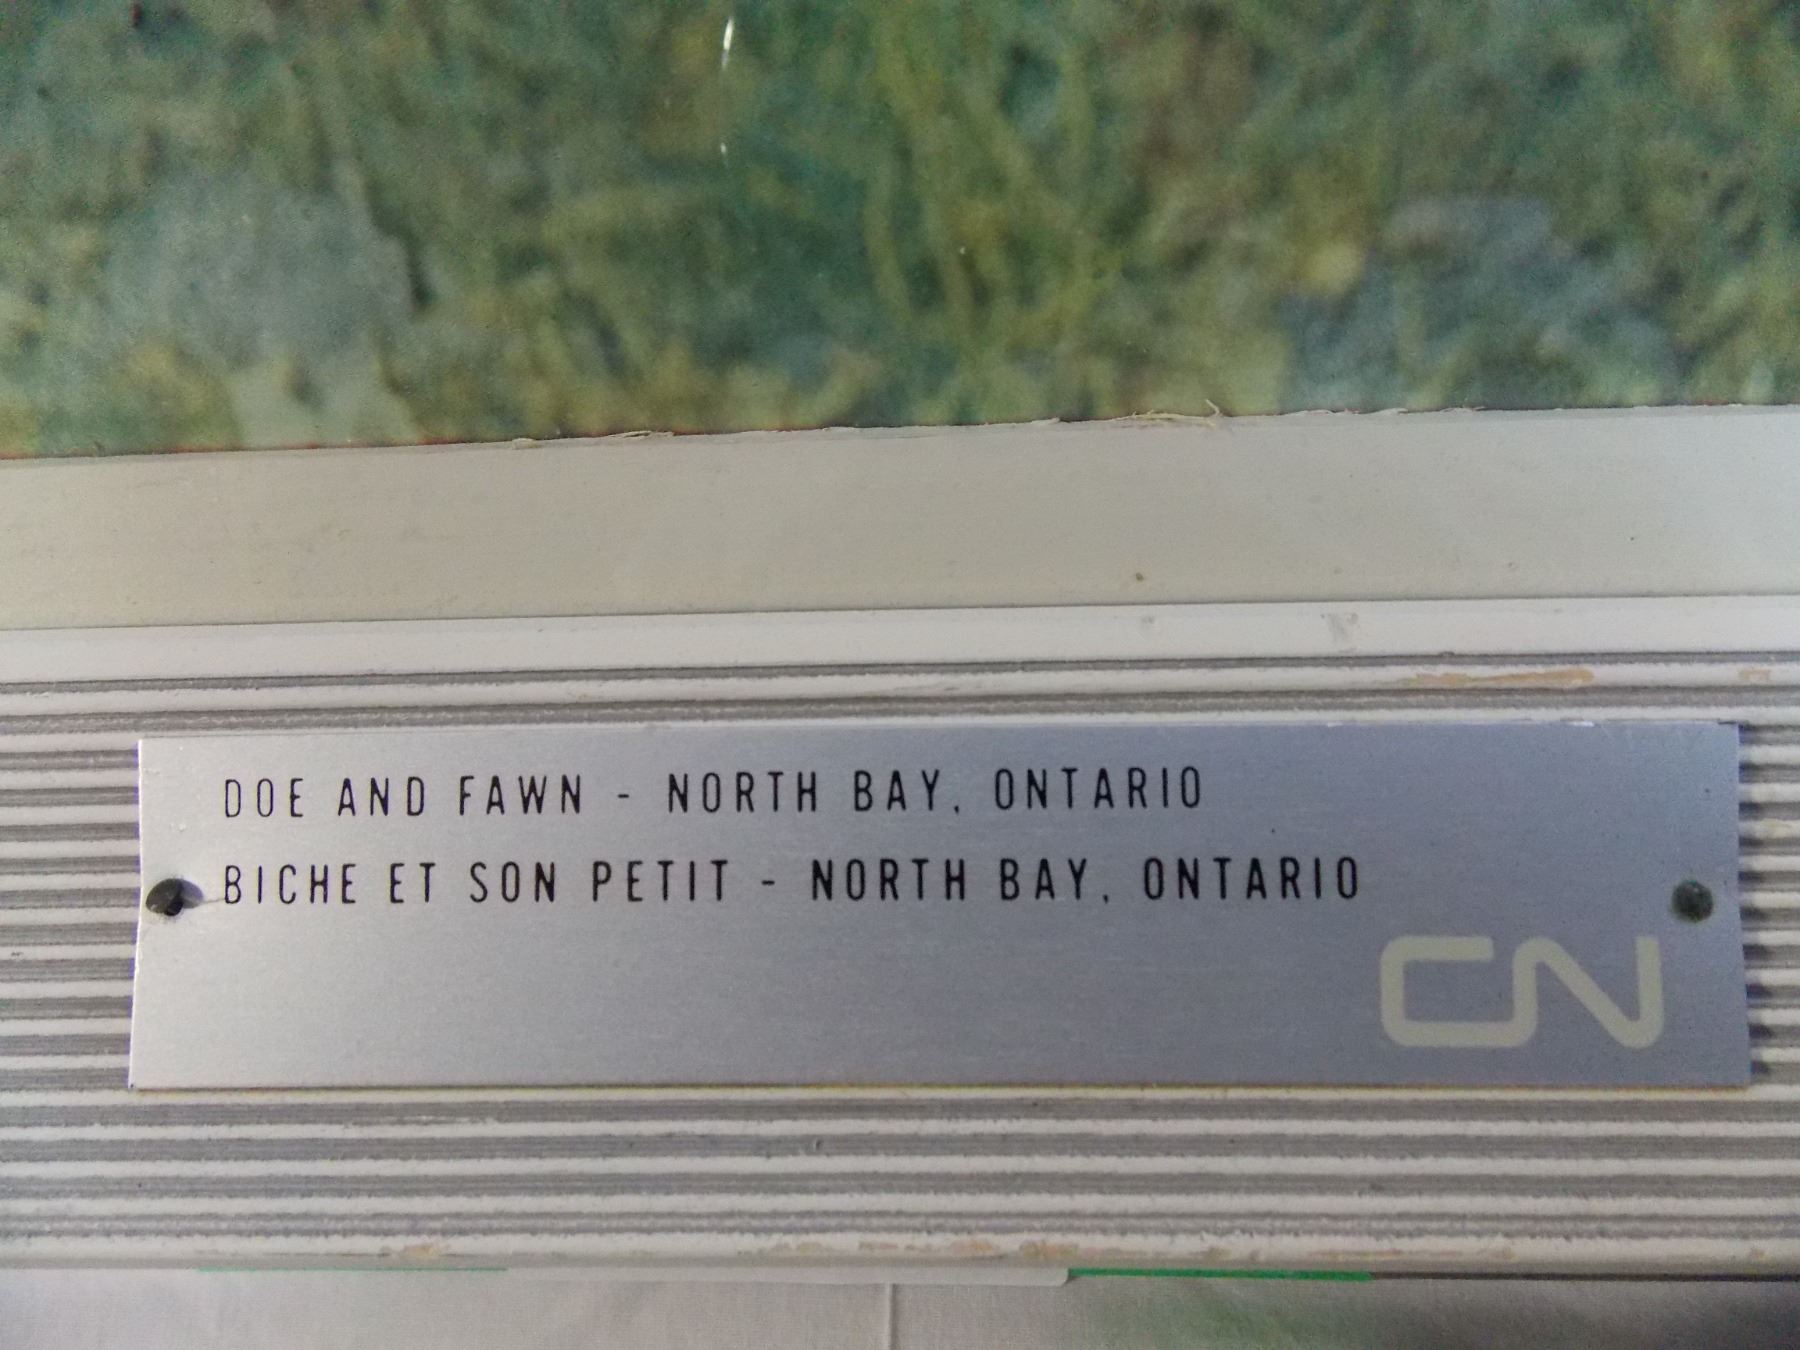 DOE AND FAWN - NORTH BAY, ONTARIO
BICHE ET SON PETIT - NORTH BAY, ONTARIO
CN